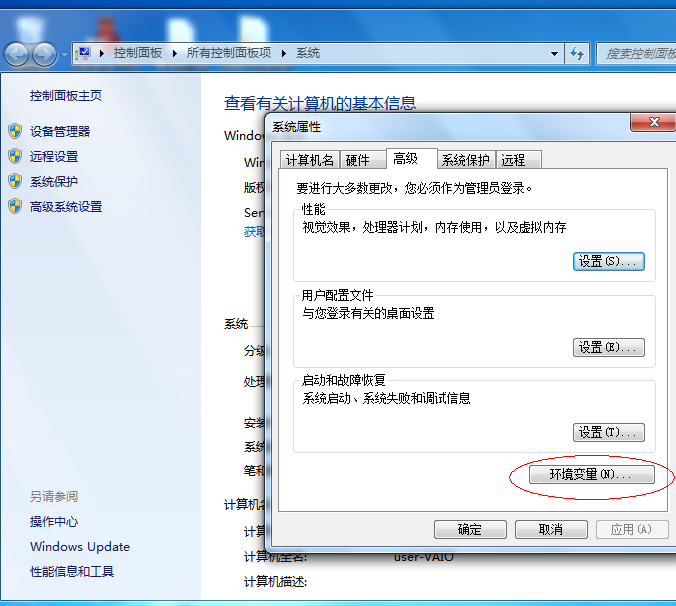 控制面板 ▸ 所有控制面板项 ▸ 系统
搜索控制面板
控制面板主页
设备管理器
远程设置
系统保护
高级系统设置
另请参阅
操作中心
Windows Update
性能信息和工具
查看有关计算机的基本信息
Windo
Win
版权
Ser
获取
系统
分级
处理
安装
系统
笔和
计算机名
计算
计算机全名:
user-VAIO
计算机描述:
系统属性
计算机名 硬件 高级 系统保护 远程
要进行大多数更改，您必须作为管理员登录。
性能
视觉效果，处理器计划，内存使用，以及虚拟内存
设置(S)...
用户配置文件
与您登录有关的桌面设置
设置(E)...
启动和故障恢复
系统启动、系统失败和调试信息
设置(T)...
环境变量(N)...
确定 取消 应用(A)